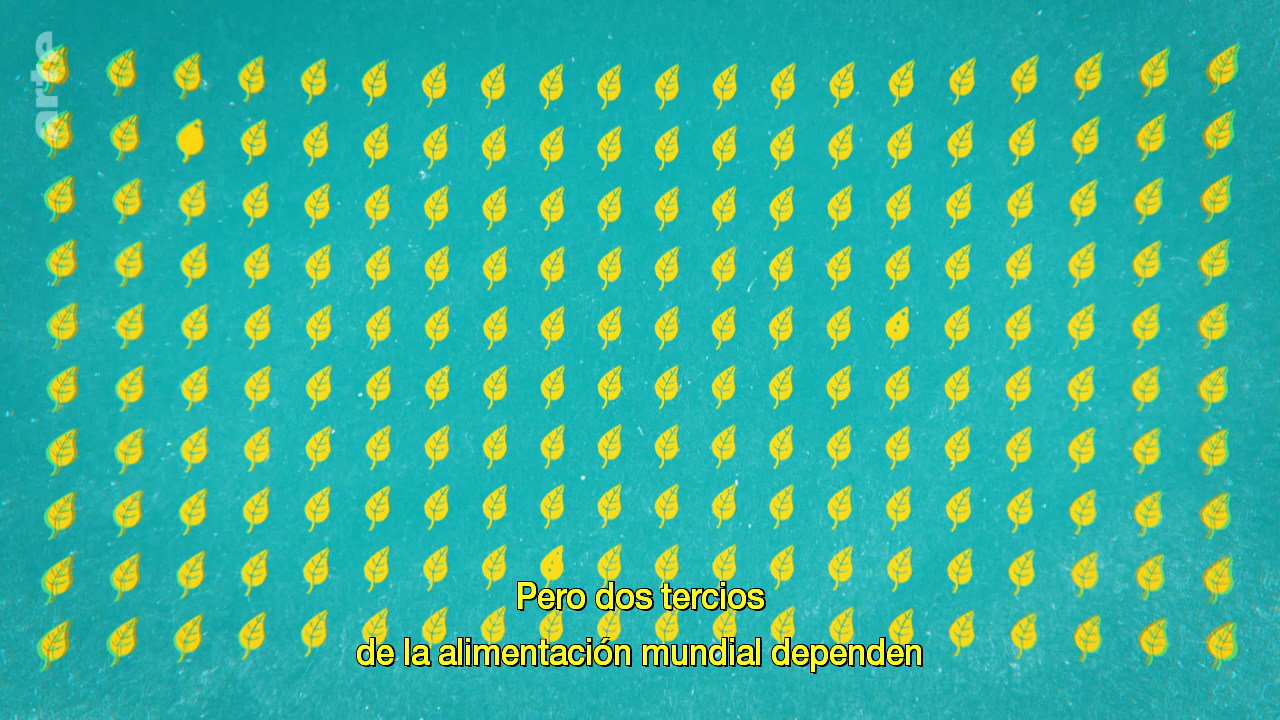 arte
Pero dos tercios
de la alimentación mundial dependen